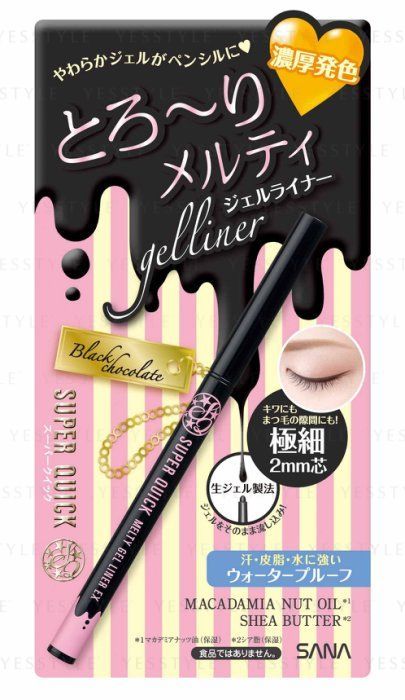 やわらかジェルがペンシルに♥
濃厚発色
とろ〜り
メルティ
ジェルライナー
gelliner
Black
chocolate
SUPER QUICK
スーパークイック
SUPER QUICK MELTY GEL LINER EX
キワにも
まつ毛の隙間にも!
極細
2mm芯
生ジェル製法
ジェルをそのまま流し込み!
汗・皮脂・水に強い
ウォータープルーフ
MACADAMIA NUT OIL*1
SHEA BUTTER*2
*1マカデミアナッツ油(保湿) *2シア脂(保湿)
食品ではありません。
SANA
YESSTYLE